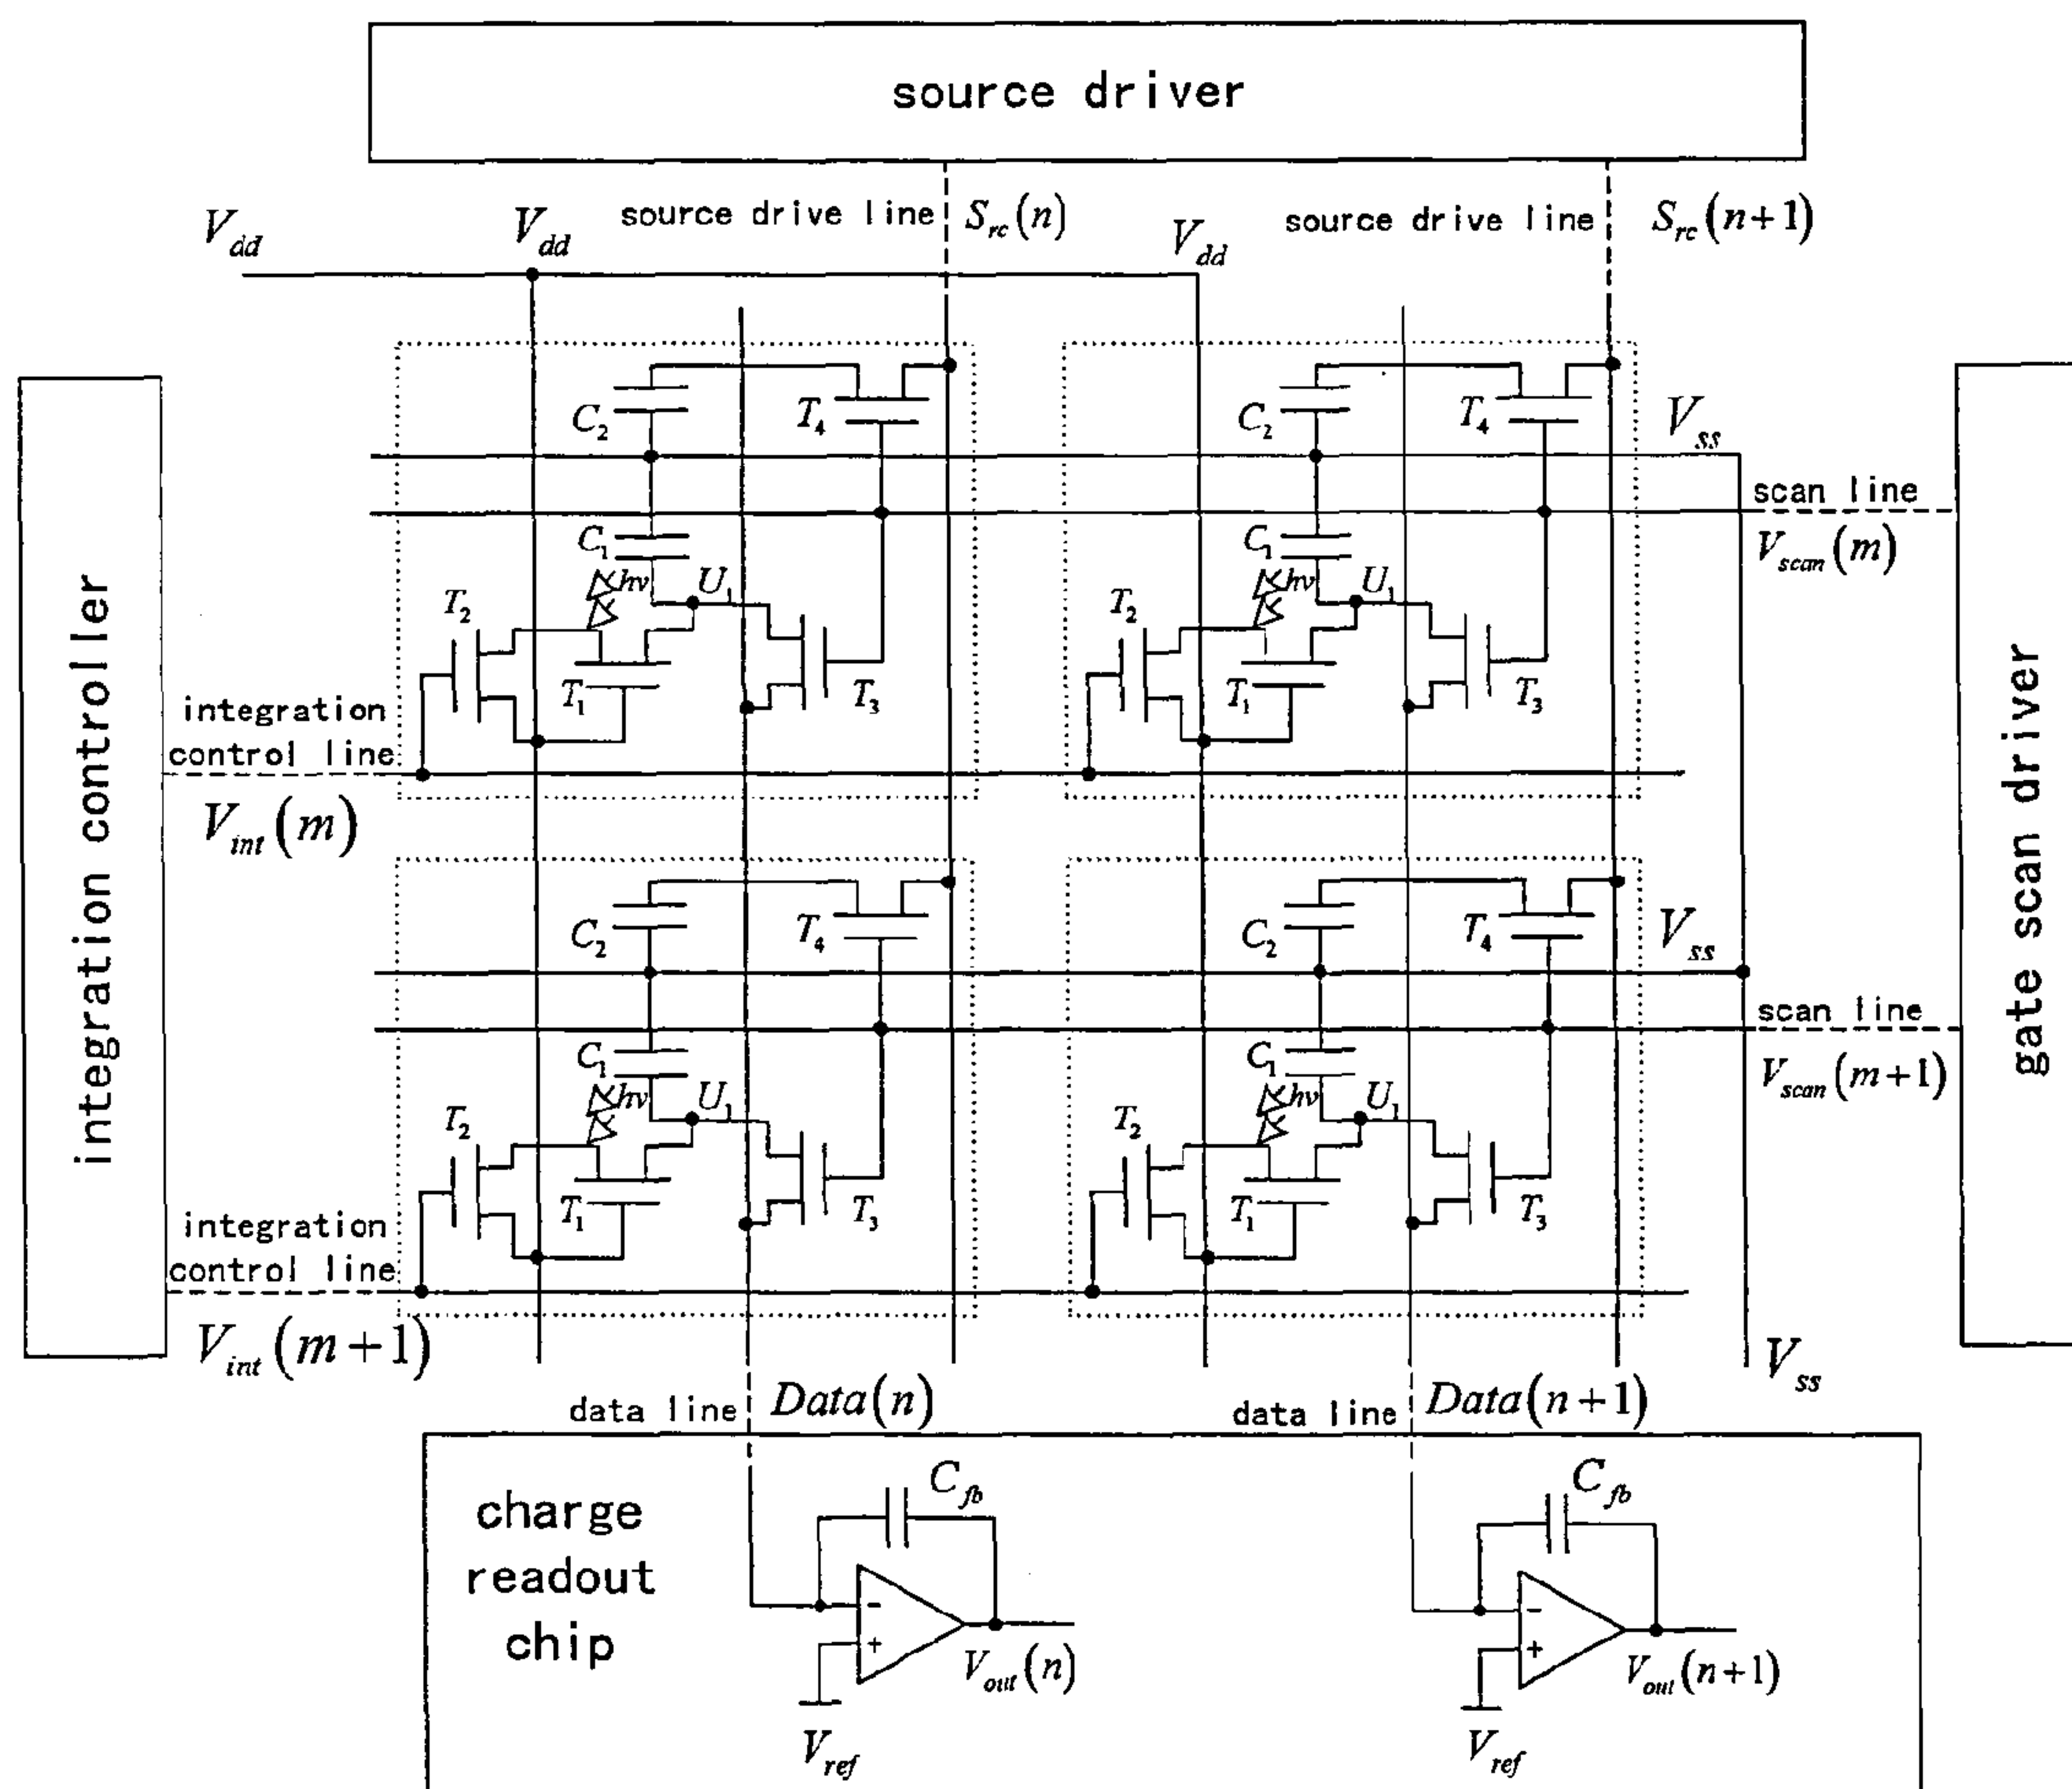 source driver
V_dd V_dd source drive line S_rc(n) V_dd source drive line S_rc(n+1)
C_2 T_4 C_2 T_4 V_ss
scan line
V_scan(m)
C_1 hv U_1 C_1 hv U_1
T_2 T_1 T_3 T_2 T_1 T_3
integration
control line
V_int(m)
integration controller
gate scan driver
C_2 T_4 C_2 T_4 V_ss
scan line
V_scan(m+1)
C_1 hv U_1 C_1 hv U_1
T_2 T_1 T_3 T_2 T_1 T_3
integration
control line
V_int(m+1)
V_ss
data line Data(n) data line Data(n+1)
charge
readout
chip
C_fb C_fb
- -
+ +
V_out(n) V_out(n+1)
V_ref V_ref